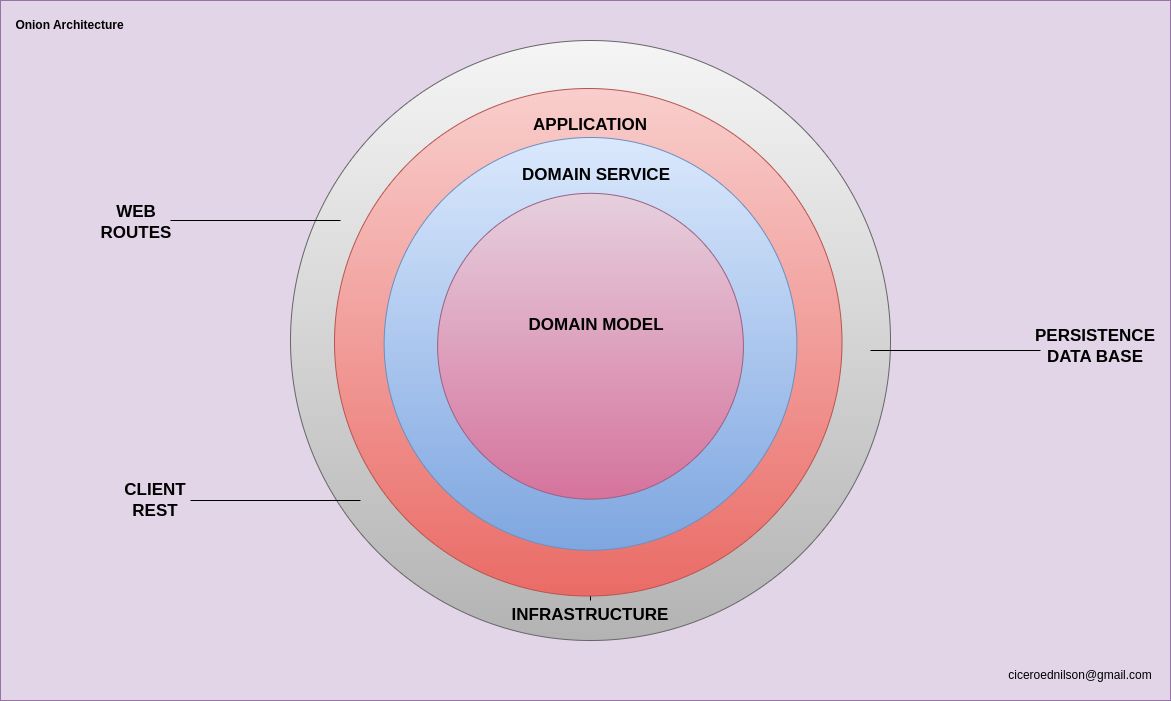 Onion Architecture
APPLICATION
DOMAIN SERVICE
WEB
ROUTES
DOMAIN MODEL
PERSISTENCE
DATA BASE
CLIENT
REST
INFRASTRUCTURE
ciceroednilson@gmail.com